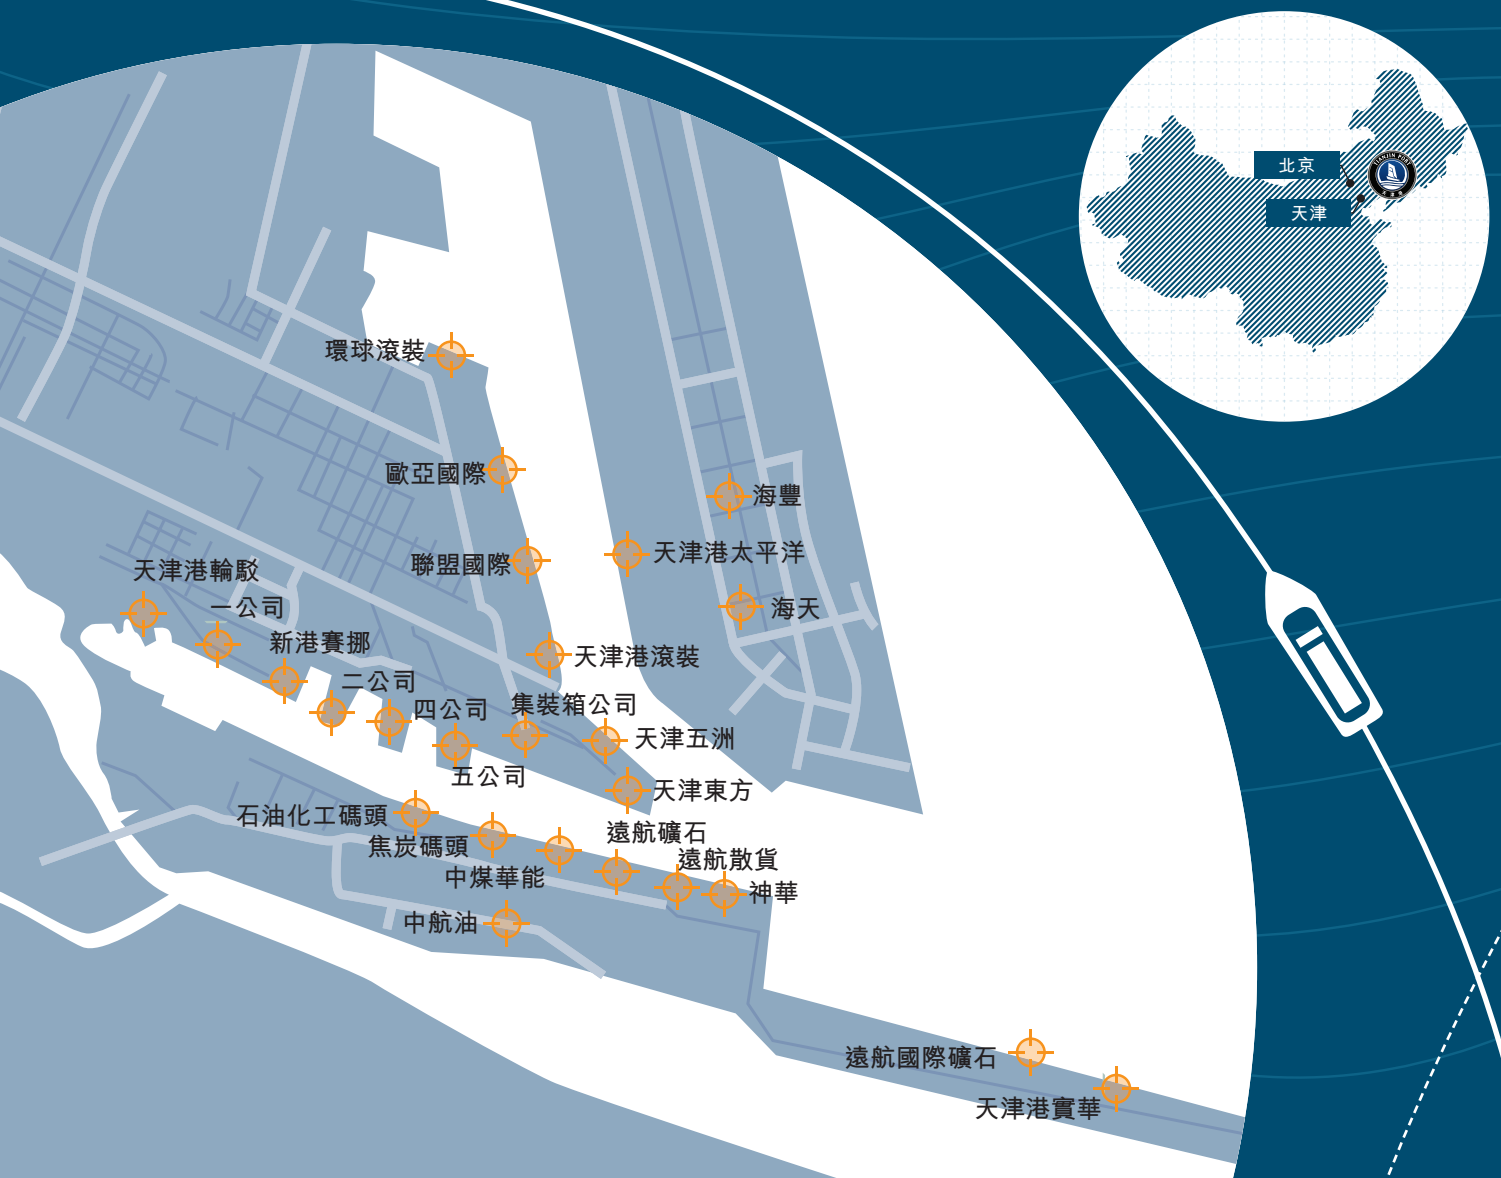 TIANJIN PORT
北京
天津
環球滾裝
歐亞國際
海豐
天津港太平洋
聯盟國際
天津港輪駁
一公司
海天
新港賽挪
天津港滾裝
二公司
集裝箱公司
四公司
天津五洲
五公司
天津東方
石油化工碼頭
遠航礦石
焦炭碼頭
遠航散貨
中煤華能
神華
中航油
遠航國際礦石
天津港實華